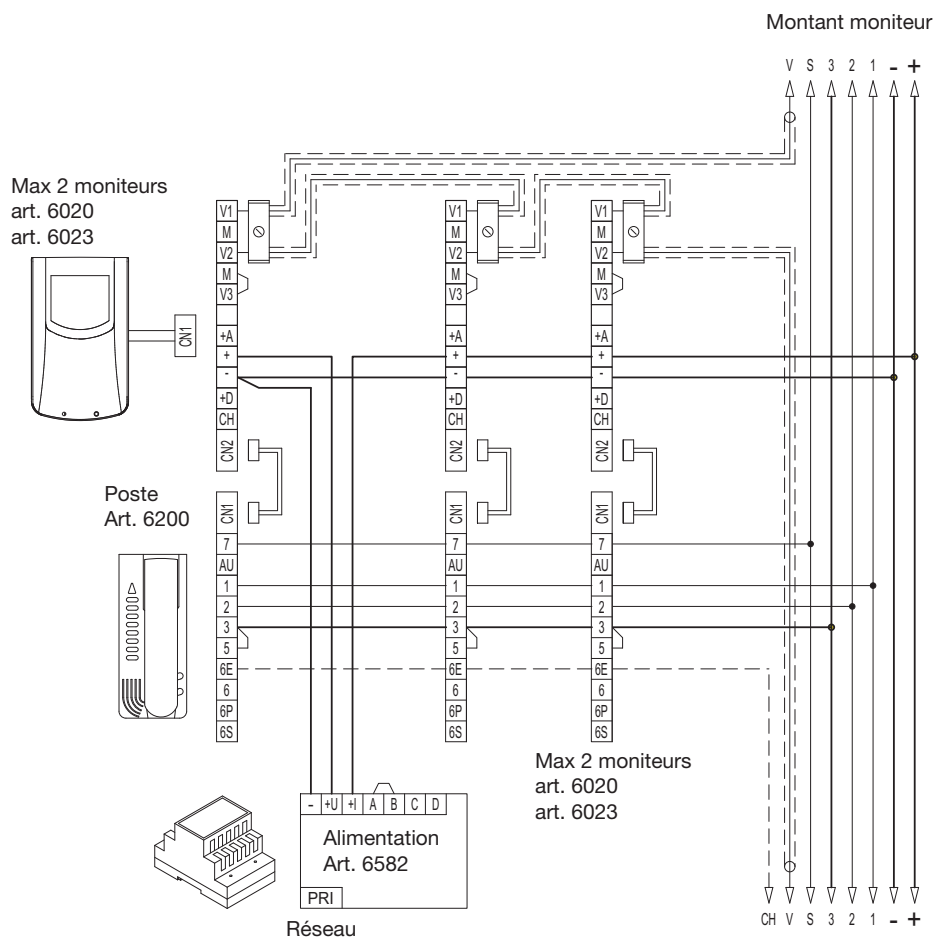 Montant moniteur
V S 3 2 1 - +
Max 2 moniteurs
art. 6020
art. 6023
CN1
V1
M
V2
M
V3
+A
+
-
+D
CH
CN2
V1
M
V2
M
V3
+A
+
-
+D
CH
CN2
V1
M
V2
M
V3
+A
+
-
+D
CH
CN2
Poste
Art. 6200
CN1
7
AU
1
2
3
5
6E
6
6P
6S
CN1
7
AU
1
2
3
5
6E
6
6P
6S
CN1
7
AU
1
2
3
5
6E
6
6P
6S
Max 2 moniteurs
art. 6020
art. 6023
- +U +I A B C D
Alimentation
Art. 6582
PRI
Réseau
CH V S 3 2 1 - +